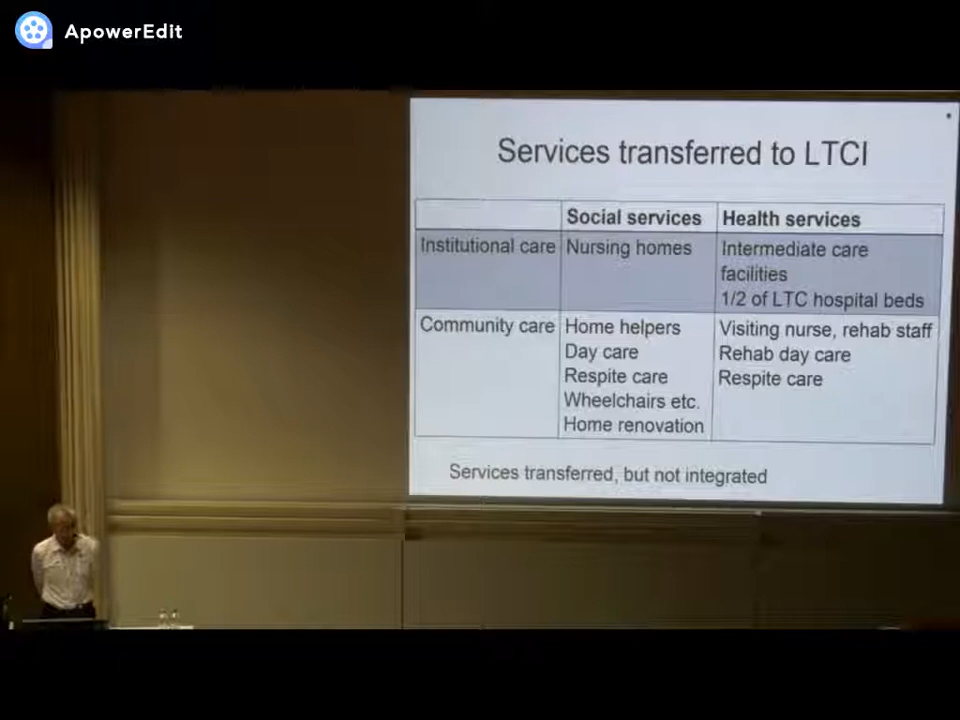 ApowerEdit
Services transferred to LTCI
Social services
Health services
Institutional care
Nursing homes
Intermediate care
facilities
1/2 of LTC hospital beds
Community care
Home helpers
Day care
Respite care
Wheelchairs etc.
Home renovation
Visiting nurse, rehab staff
Rehab day care
Respite care
Services transferred, but not integrated